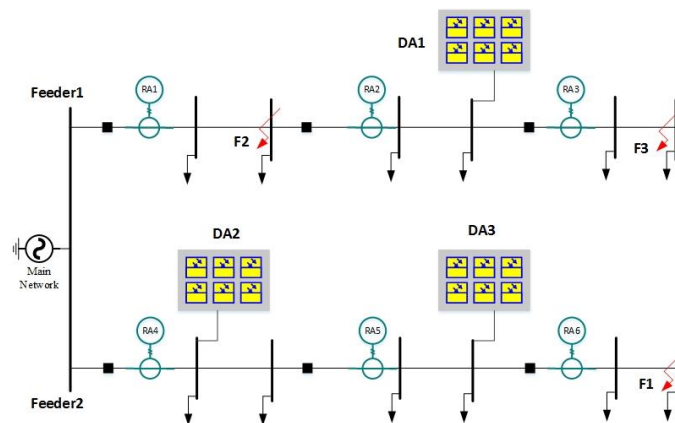 DA1
Feeder1
RA1
RA2
RA3
F2
F3
DA2
DA3
Main
Network
RA4
RA5
RA6
F1
Feeder2